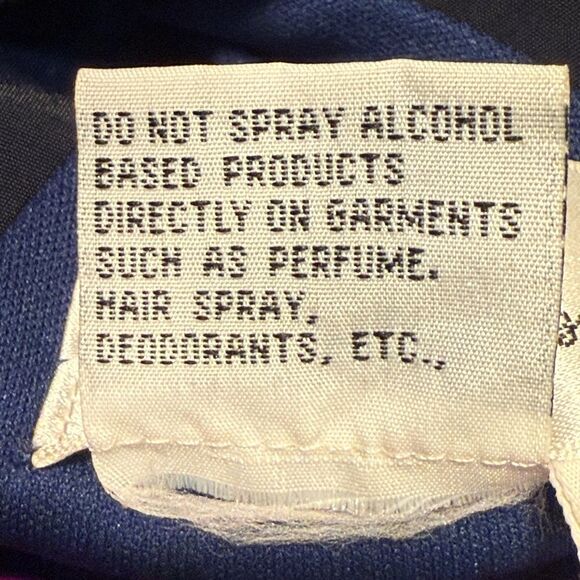 DO NOT SPRAY ALCOHOL
BASED PRODUCTS
DIRECTLY ON GARMENTS
SUCH AS PERFUME.
HAIR SPRAY,
DEODORANTS, ETC.,